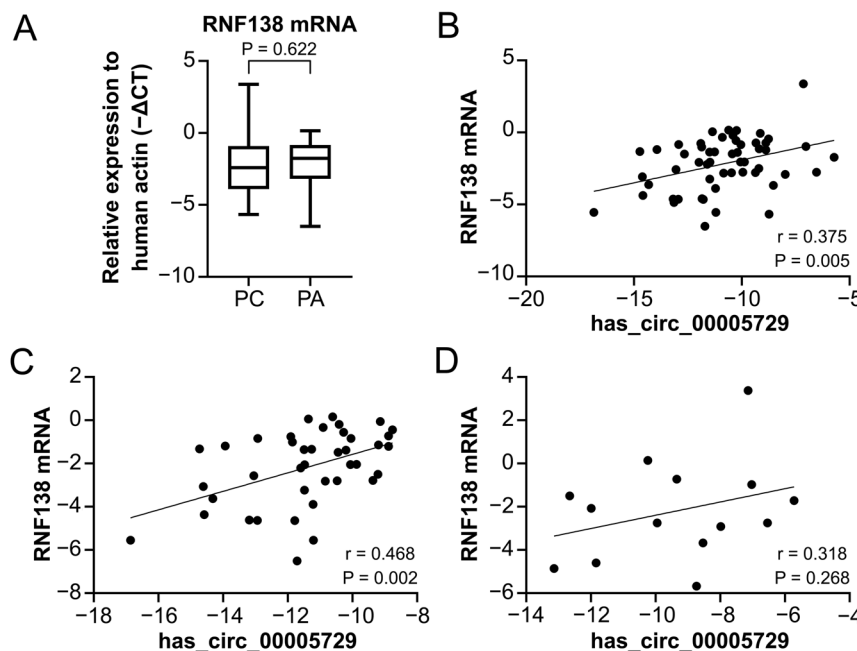 A
RNF138 mRNA
P = 0.622
Relative expression to
human actin (−ΔCT)
5
0
−5
−10
PC
PA
B
RNF138 mRNA
5
0
−5
−10
r = 0.375
P = 0.005
−20
−15
−10
−5
has_circ_00005729
C
RNF138 mRNA
2
0
−2
−4
−6
−8
r = 0.468
P = 0.002
−18
−16
−14
−12
−10
−8
has_circ_00005729
D
RNF138 mRNA
4
2
0
−2
−4
−6
r = 0.318
P = 0.268
−14
−12
−10
−8
−6
−4
has_circ_00005729